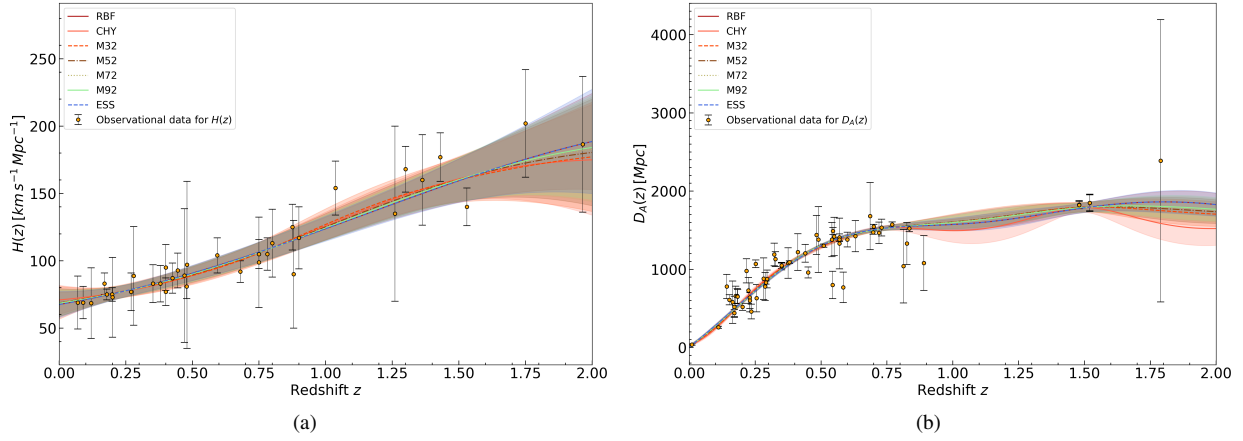 RBF
CHY
M32
M52
M72
M92
ESS
Observational data for H(z)
250
200
150
100
50
H(z) [km s⁻¹ Mpc⁻¹]
0.00 0.25 0.50 0.75 1.00 1.25 1.50 1.75 2.00
Redshift z
(a)
RBF
CHY
M32
M52
M72
M92
ESS
Observational data for D_A(z)
4000
3000
2000
1000
0
D_A(z) [Mpc]
0.00 0.25 0.50 0.75 1.00 1.25 1.50 1.75 2.00
Redshift z
(b)